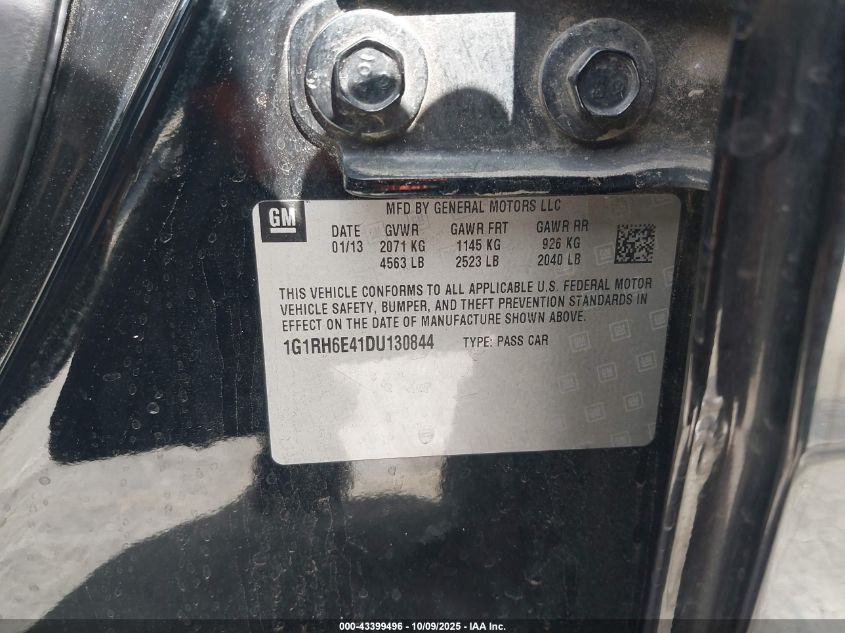 GM
MFD BY GENERAL MOTORS LLC
DATE GVWR GAWR FRT GAWR RR
01/13 2071 KG 1145 KG 926 KG
4563 LB 2523 LB 2040 LB
THIS VEHICLE CONFORMS TO ALL APPLICABLE U.S. FEDERAL MOTOR
VEHICLE SAFETY, BUMPER, AND THEFT PREVENTION STANDARDS IN
EFFECT ON THE DATE OF MANUFACTURE SHOWN ABOVE.
1G1RH6E41DU130844 TYPE: PASS CAR
000-43399496 - 10/09/2025 - IAA Inc.